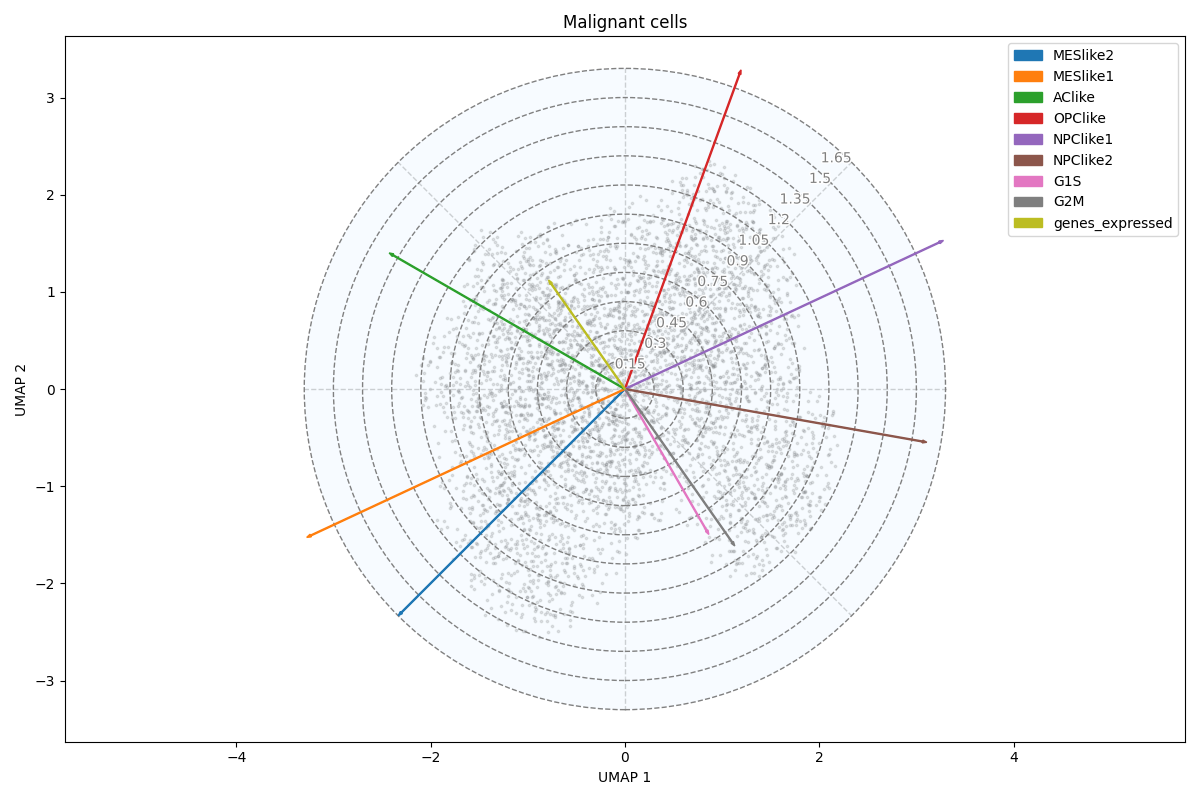 Malignant cells
MESlike2
MESlike1
AClike
OPClike
NPClike1
NPClike2
G1S
G2M
genes_expressed
1.65
1.5
1.35
1.2
1.05
0.9
0.75
0.6
0.45
0.3
0.15
3
2
1
0
−1
−2
−3
UMAP 2
−4
−2
0
2
4
UMAP 1